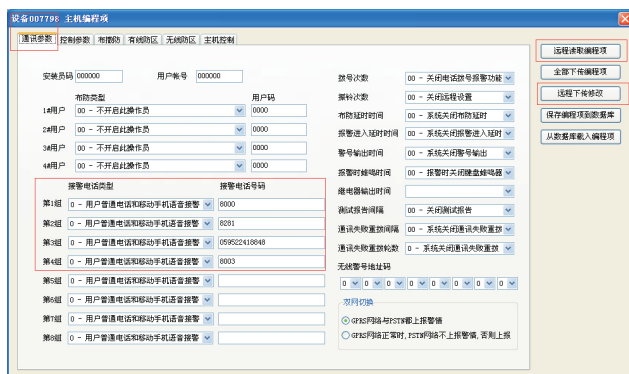 设备007798 主机编程项
通讯参数 控制参数 布撤防 有线防区 无线防区 主机控制
安装员码 000000 用户帐号 000000
布防类型 用户码
1#用户 00 - 不开启此操作员 0000
2#用户 00 - 不开启此操作员 0000
3#用户 00 - 不开启此操作员 0000
4#用户 00 - 不开启此操作员 0000
接警电话类型 接警电话号码
第1组 0 - 用户普通电话和移动手机语音接警 8000
第2组 0 - 用户普通电话和移动手机语音接警 8281
第3组 0 - 用户普通电话和移动手机语音接警 059522418848
第4组 0 - 用户普通电话和移动手机语音接警 8003
第5组 0 - 用户普通电话和移动手机语音接警
第6组 0 - 用户普通电话和移动手机语音接警
第7组 0 - 用户普通电话和移动手机语音接警
第8组 0 - 用户普通电话和移动手机语音接警
拨号次数 00 - 关闭电话拨号报警功能
振铃次数 00 - 关闭远程设置
布防延时时间 00 - 系统关闭布防延时
报警进入延时时间 00 - 系统关闭报警进入延时
警号输出时间 00 - 系统关闭警号输出
报警时蜂鸣时间 00 - 报警时关闭键盘蜂鸣器
继电器输出时间
测试报告间隔 00 - 关闭测试报告
通讯失败重拨间隔 00 - 系统关闭通讯失败重拨
通讯失败重拨轮数 0 - 系统关闭通讯失败重拨
无线警号地址码
0 0 0 0 0 0 0 0
双网切换
GPRS网络与PSTN都上报警情
GPRS网络正常时, PSTN网络不上报警情, 否则上报
远程读取编程项
全部下传编程项
远程下传修改
保存编程项到数据库
从数据库载入编程项